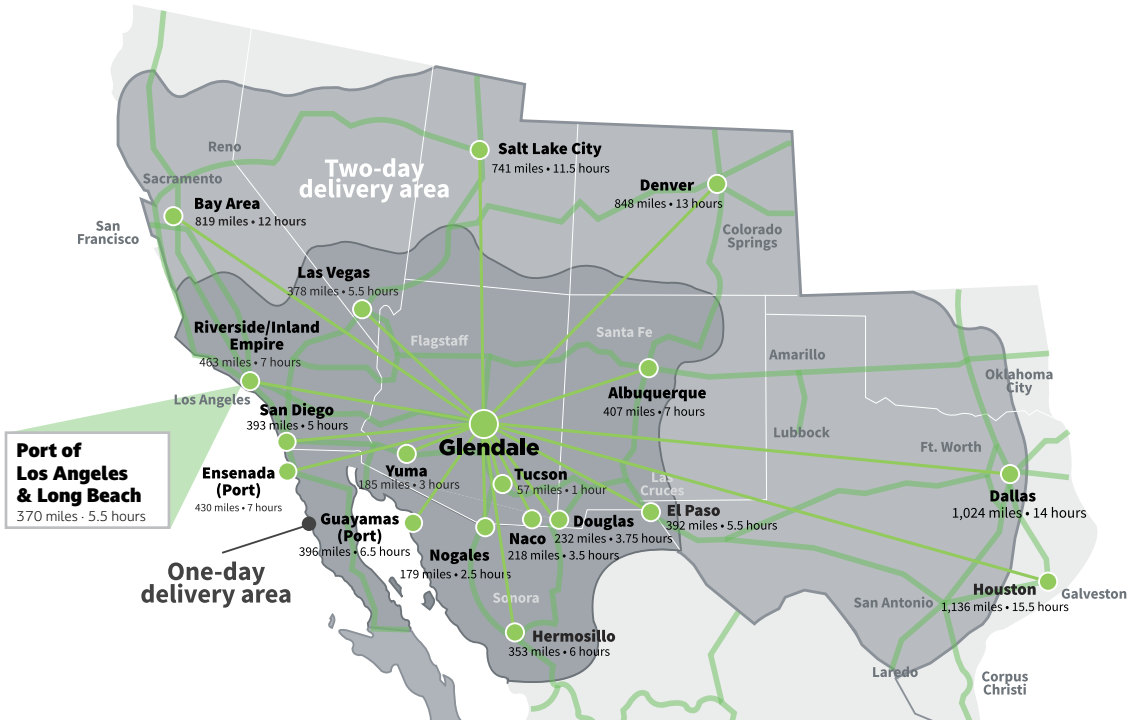 Reno
Two-day
delivery area
Salt Lake City
741 miles • 11.5 hours
Sacramento
Denver
848 miles • 13 hours
Bay Area
819 miles • 12 hours
San
Francisco
Colorado
Springs
Las Vegas
378 miles • 5.5 hours
Riverside/Inland
Empire
463 miles • 7 hours
Flagstaff
Santa Fe
Amarillo
Oklahoma
City
Albuquerque
407 miles • 7 hours
Los Angeles
San Diego
393 miles • 5 hours
Glendale
Lubbock
Ft. Worth
Port of
Los Angeles
& Long Beach
370 miles · 5.5 hours
Ensenada
(Port)
430 miles • 7 hours
Yuma
185 miles • 3 hours
Tucson
57 miles • 1 hour
Las
Cruces
Dallas
1,024 miles • 14 hours
El Paso
392 miles • 5.5 hours
Guayamas
(Port)
396 miles • 6.5 hours
Douglas
232 miles • 3.75 hours
Naco
218 miles • 3.5 hours
Nogales
179 miles • 2.5 hours
One-day
delivery area
Sonora
Houston
1,136 miles • 15.5 hours
Galveston
San Antonio
Hermosillo
353 miles • 6 hours
Laredo
Corpus
Christi